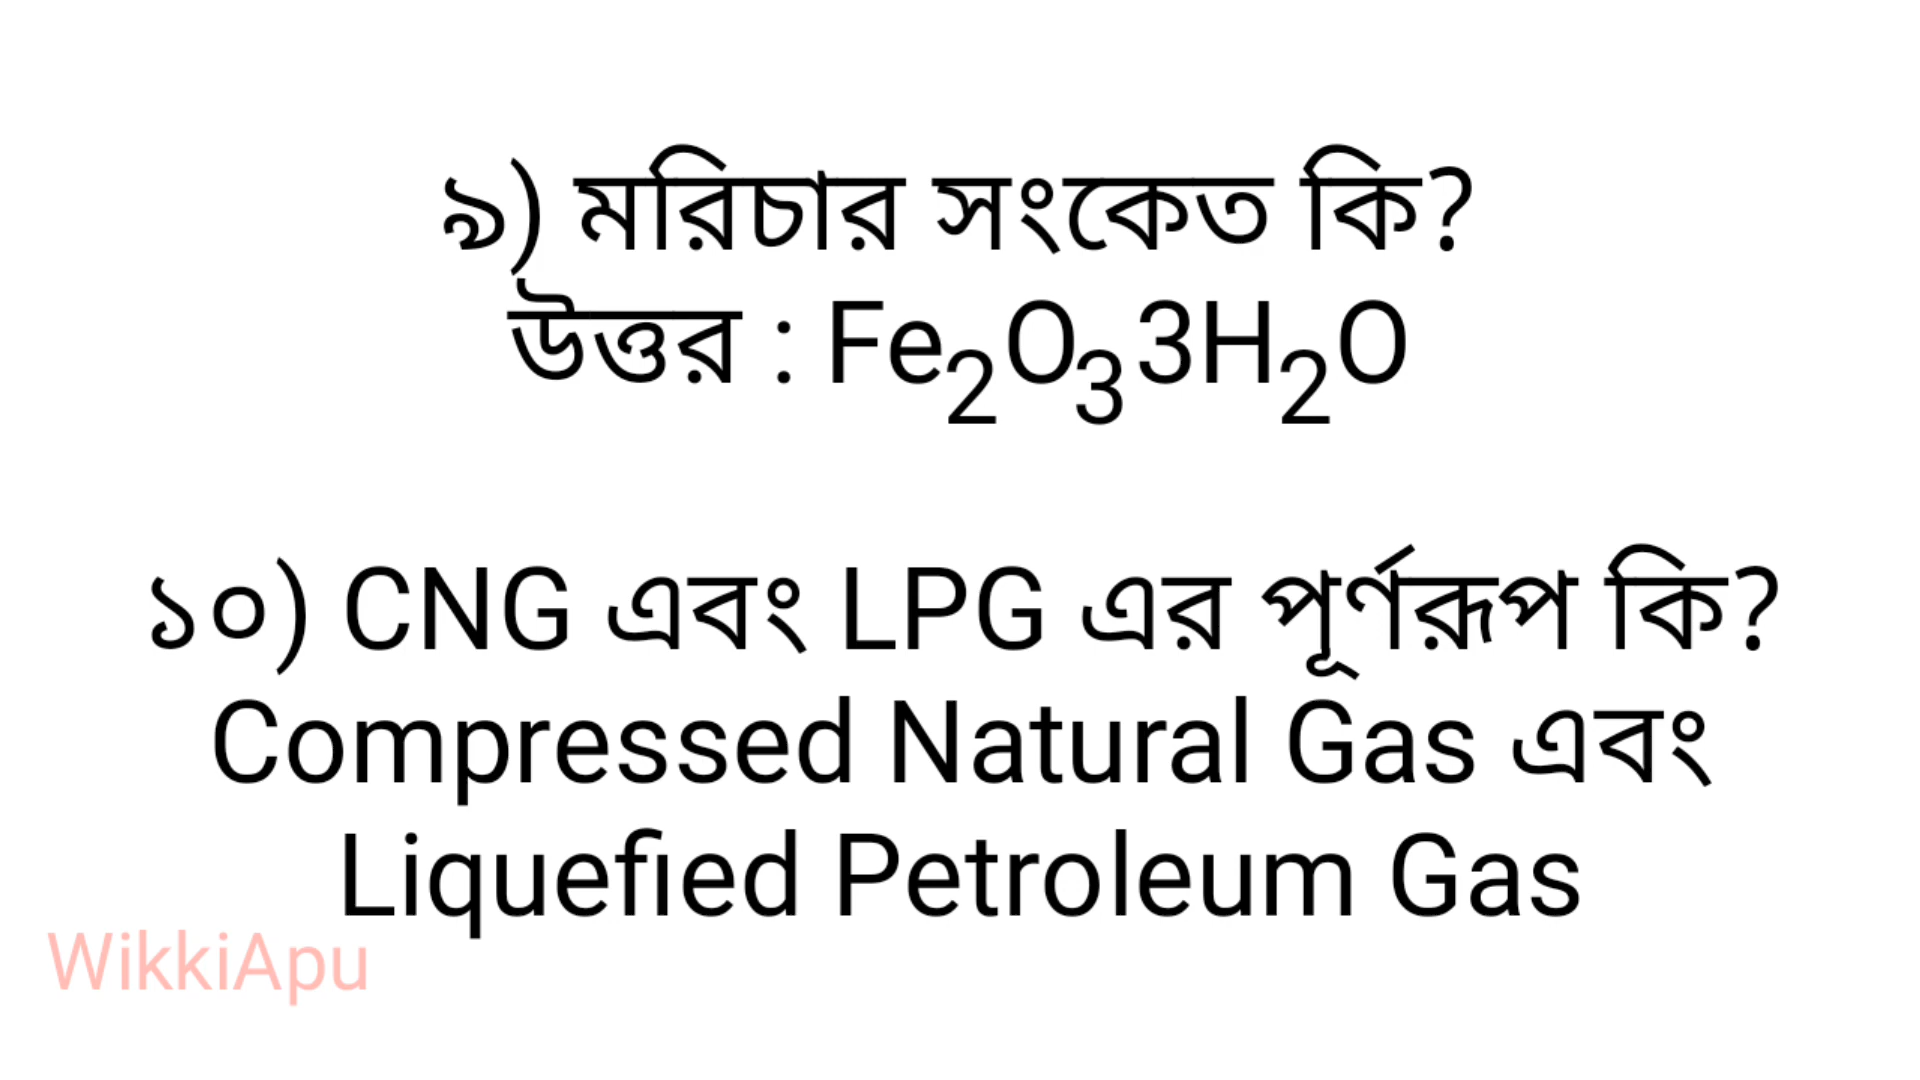 ৯) মরিচার সংকেত কি?
উত্তর : Fe₂O₃3H₂O
১০) CNG এবং LPG এর পূর্ণরূপ কি?
Compressed Natural Gas এবং
Liquefied Petroleum Gas
WikkiApu